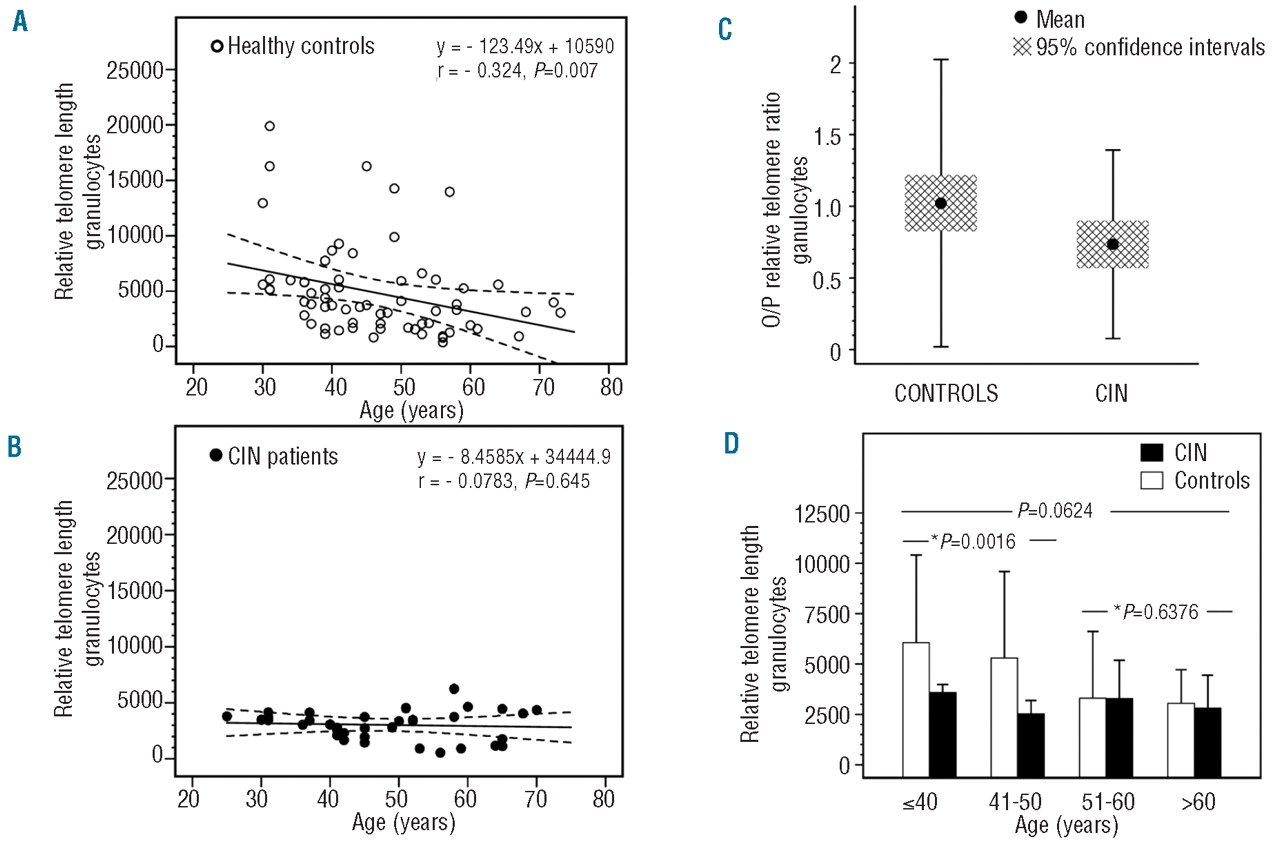 A
Healthy controls
y = - 123.49x + 10590
r = - 0.324, P=0.007
Relative telomere length
granulocytes
25000
20000
15000
10000
5000
0
20 30 40 50 60 70 80
Age (years)
B
CIN patients
y = - 8.4585x + 34444.9
r = - 0.0783, P=0.645
Relative telomere length
granulocytes
25000
20000
15000
10000
5000
0
20 30 40 50 60 70 80
Age (years)
C
Mean
95% confidence intervals
O/P relative telomere ratio
ganulocytes
2
1.5
1.0
0.5
0
CONTROLS CIN
D
CIN
Controls
P=0.0624
*P=0.0016
*P=0.6376
Relative telomere length
granulocytes
12500
10000
7500
5000
2500
0
≤40 41-50 51-60 >60
Age (years)